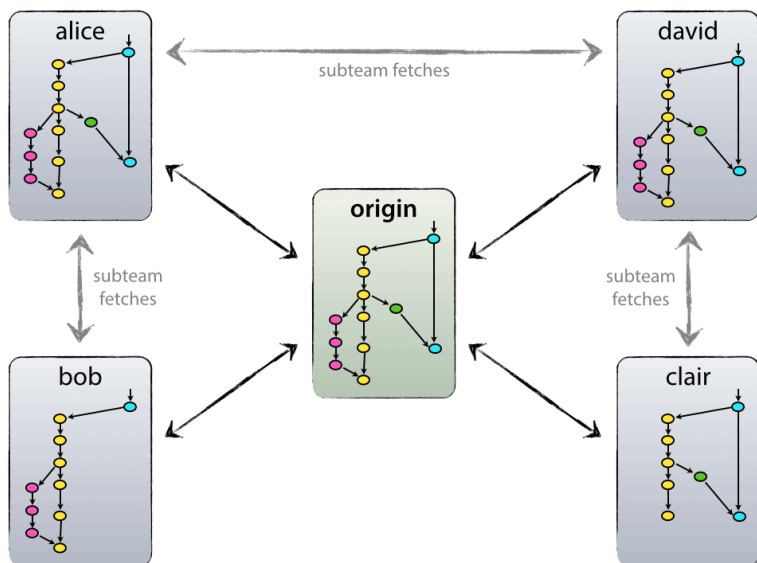 alice
david
subteam fetches
origin
subteam
fetches
subteam
fetches
bob
clair